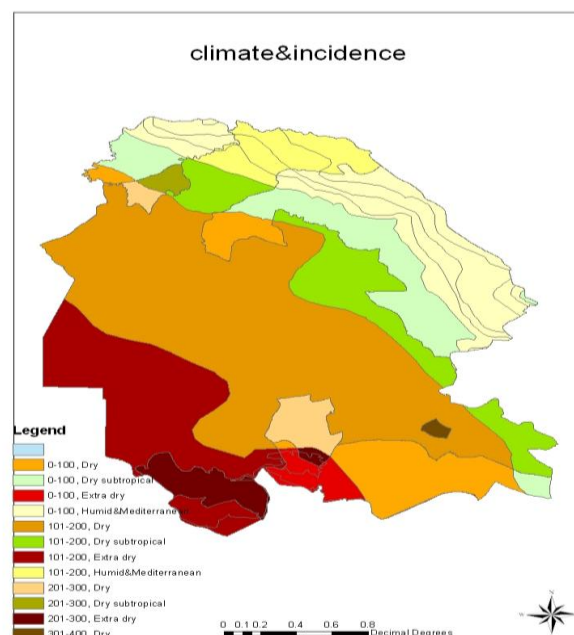 climate&incidence
Legend
0-100, Dry
0-100, Dry subtropical
0-100, Extra dry
0-100, Humid&Mediterranean
101-200, Dry
101-200, Dry subtropical
101-200, Extra dry
101-200, Humid&Mediterranean
201-300, Dry
201-300, Dry subtropical
201-300, Extra dry
301-400, Dry
0 0.1 0.2 0.4 0.6 0.8
Decimal Degrees